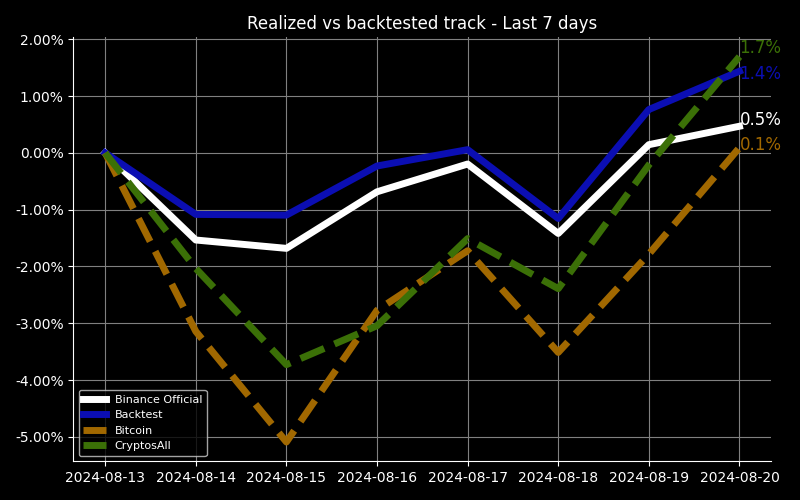 Realized vs backtested track - Last 7 days
2.00%
1.00%
0.00%
-1.00%
-2.00%
-3.00%
-4.00%
-5.00%
1.7%
1.4%
0.5%
0.1%
Binance Official
Backtest
Bitcoin
CryptosAll
2024-08-13 2024-08-14 2024-08-15 2024-08-16 2024-08-17 2024-08-18 2024-08-19 2024-08-20